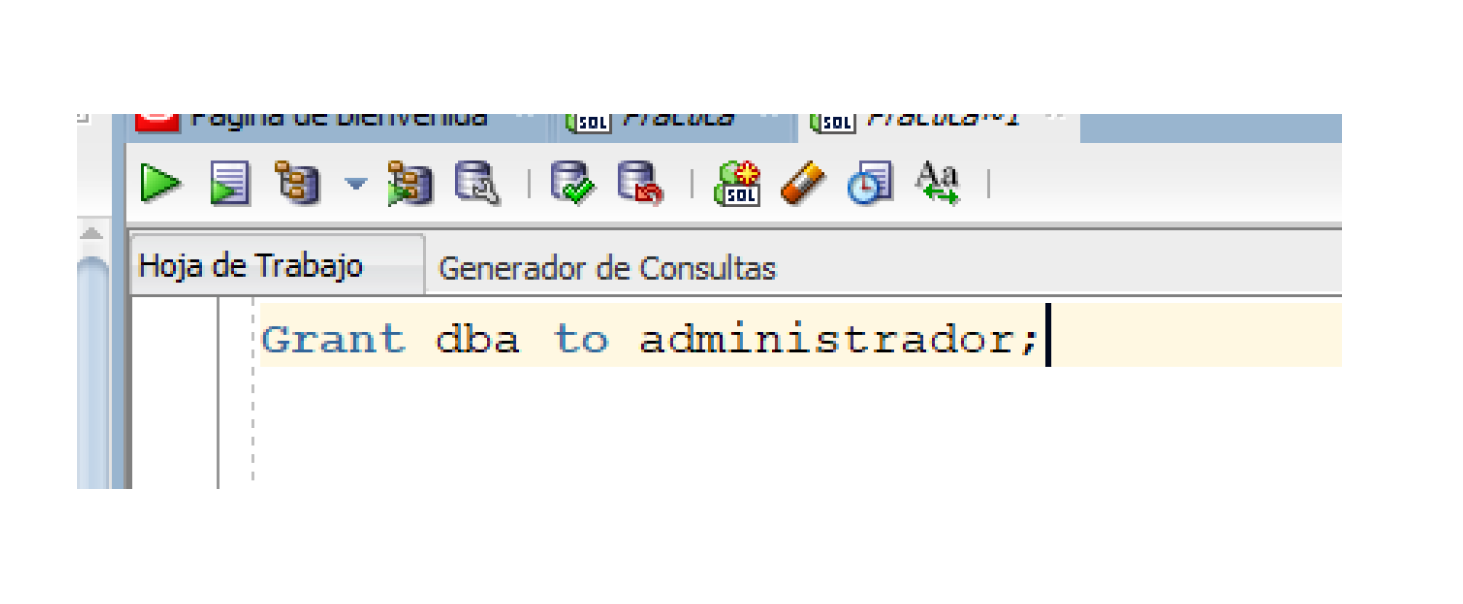 Página de Bienvenida
SQL
Practica
SQL
Practica~1
SQL
Aa
Hoja de Trabajo
Generador de Consultas
Grant dba to administrador;